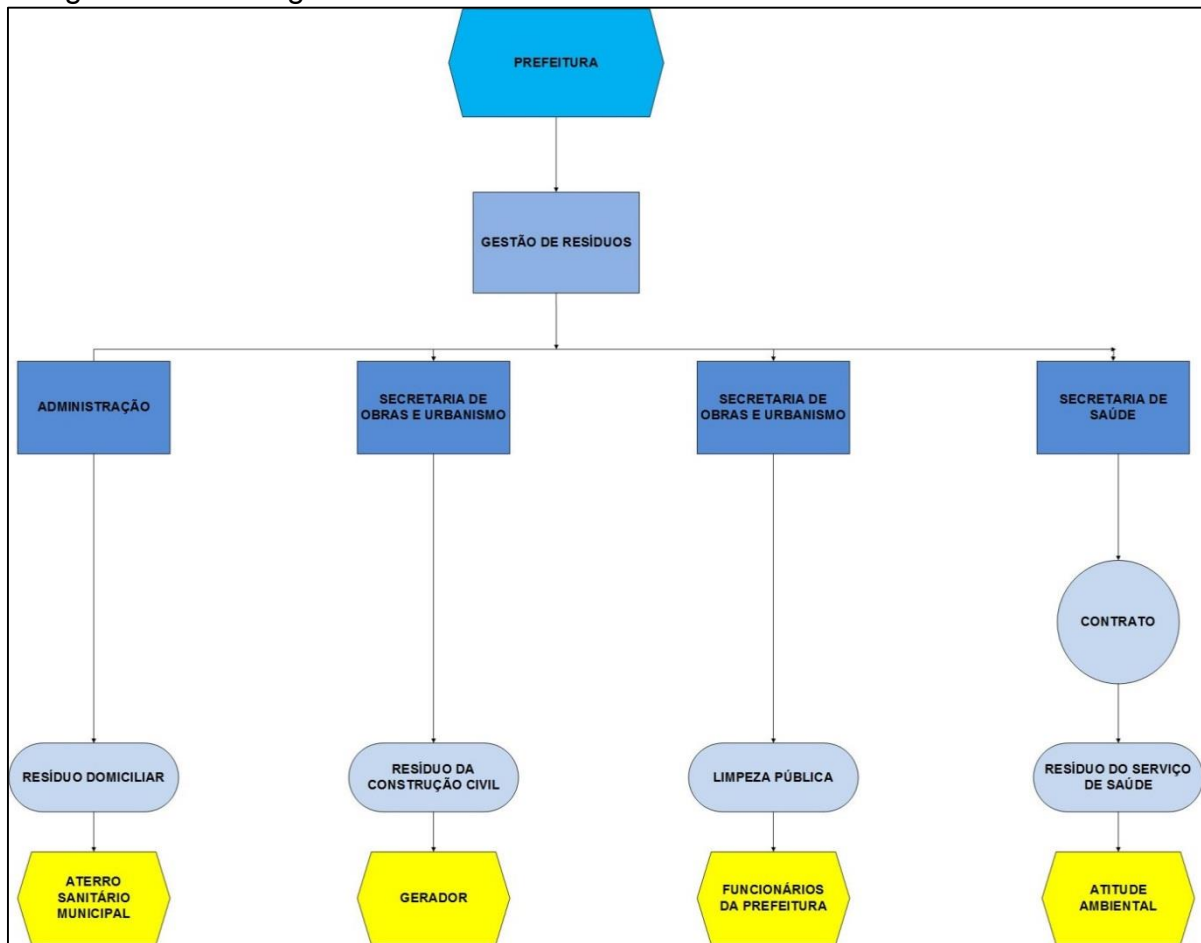 PREFEITURA
GESTÃO DE RESÍDUOS
ADMINISTRAÇÃO
SECRETARIA DE
OBRAS E URBANISMO
SECRETARIA DE
OBRAS E URBANISMO
SECRETARIA DE
SAÚDE
CONTRATO
RESÍDUO DOMICILIAR
RESÍDUO DA
CONSTRUÇÃO CIVIL
LIMPEZA PÚBLICA
RESÍDUO DO SERVIÇO
DE SAÚDE
ATERRO
SANITÁRIO
MUNICIPAL
GERADOR
FUNCIONÁRIOS
DA PREFEITURA
ATITUDE
AMBIENTAL